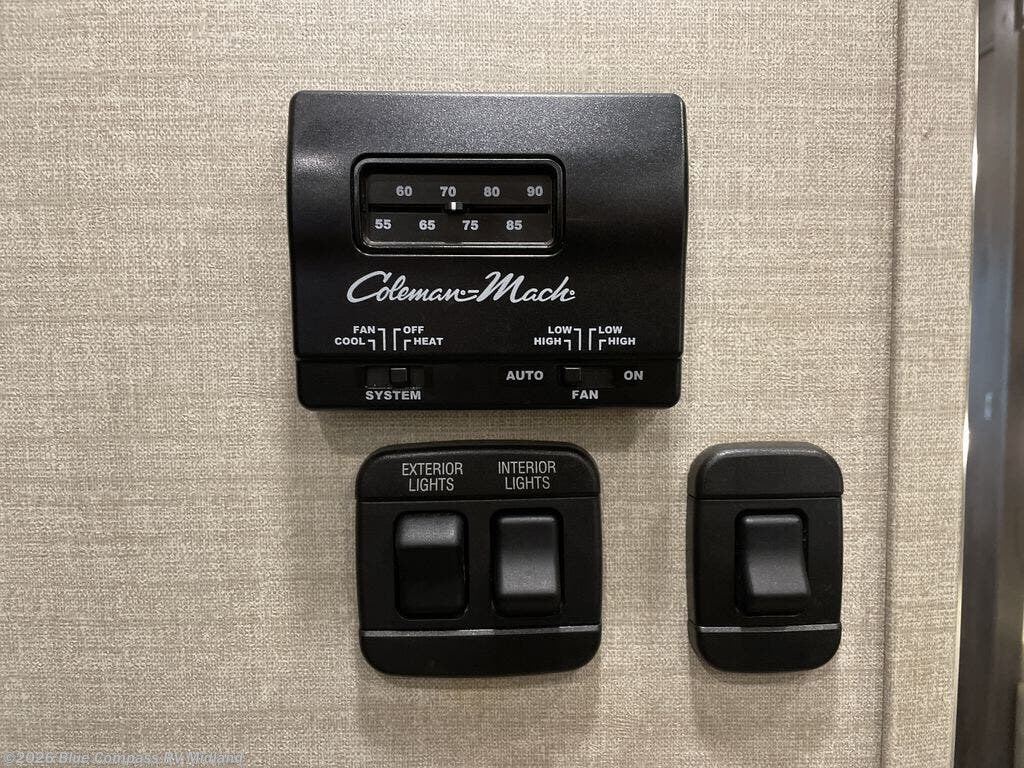 60 70 80 90
55 65 75 85
Coleman-Mach
FAN OFF
COOL HEAT
LOW LOW
HIGH HIGH
AUTO ON
SYSTEM FAN
EXTERIOR
LIGHTS
INTERIOR
LIGHTS
©2026 Blue Compass RV Midland